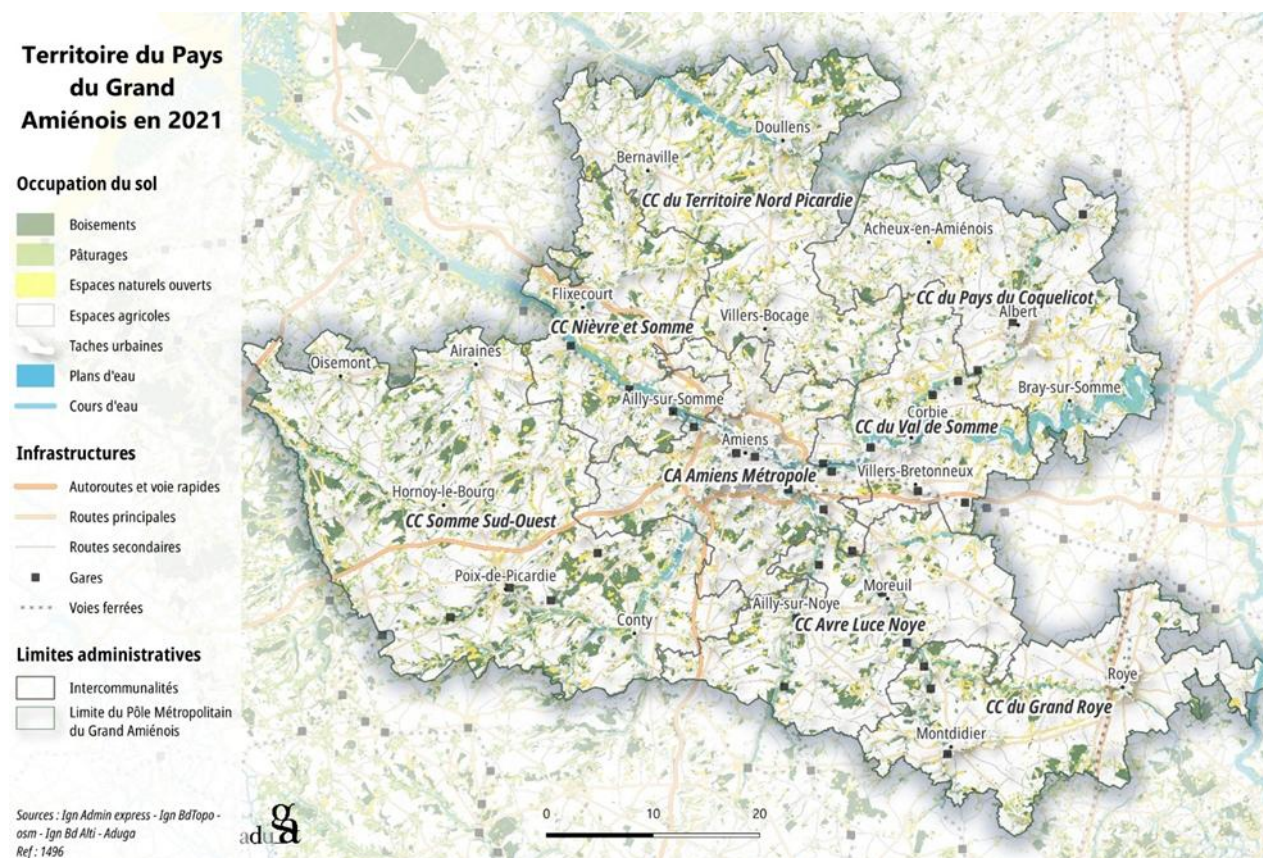 Territoire du Pays
du Grand
Amiénois en 2021
Occupation du sol
Boisements
Pâturages
Espaces naturels ouverts
Espaces agricoles
Taches urbaines
Plans d'eau
Cours d'eau
Infrastructures
Autoroutes et voie rapides
Routes principales
Routes secondaires
Gares
Voies ferrées
Limites administratives
Intercommunalités
Limite du Pôle Métropolitain
du Grand Amiénois
Sources : Ign Admin express - Ign BdTopo -
osm - Ign Bd Alti - Aduga
Ref : 1496
aduga
0 10 20
Doullens
Bernaville
CC du Territoire Nord Picardie
Acheux-en-Amiénois
Flixecourt
CC du Pays du Coquelicot
Albert
Villers-Bocage
CC Nièvre et Somme
Airaines
Oisemont
Bray-sur-Somme
Ailly-sur-Somme
Corbie
CC du Val de Somme
Amiens
CA Amiens Métropole
Villers-Bretonneux
Hornoy-le-Bourg
CC Somme Sud-Ouest
Poix-de-Picardie
Moreuil
Ailly-sur-Noye
Conty
CC Avre Luce Noye
Roye
CC du Grand Roye
Montdidier